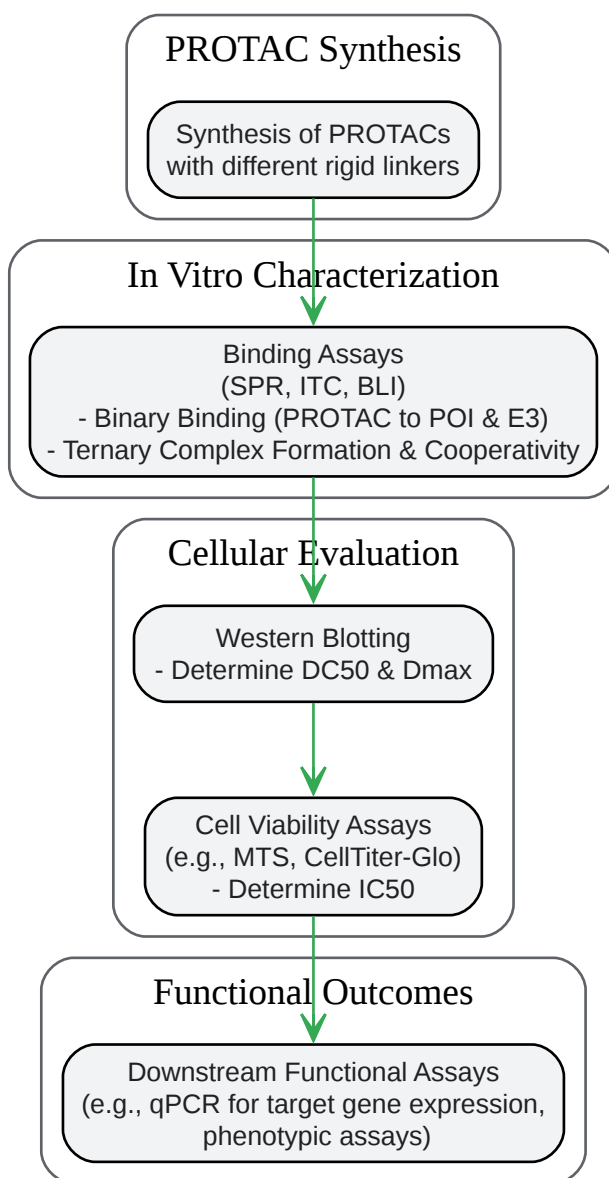 PROTAC Synthesis
Synthesis of PROTACs
with different rigid linkers
In Vitro Characterization
Binding Assays
(SPR, ITC, BLI)
- Binary Binding (PROTAC to POI & E3)
- Ternary Complex Formation & Cooperativity
Cellular Evaluation
Western Blotting
- Determine DC50 & Dmax
Cell Viability Assays
(e.g., MTS, CellTiter-Glo)
- Determine IC50
Functional Outcomes
Downstream Functional Assays
(e.g., qPCR for target gene expression,
phenotypic assays)